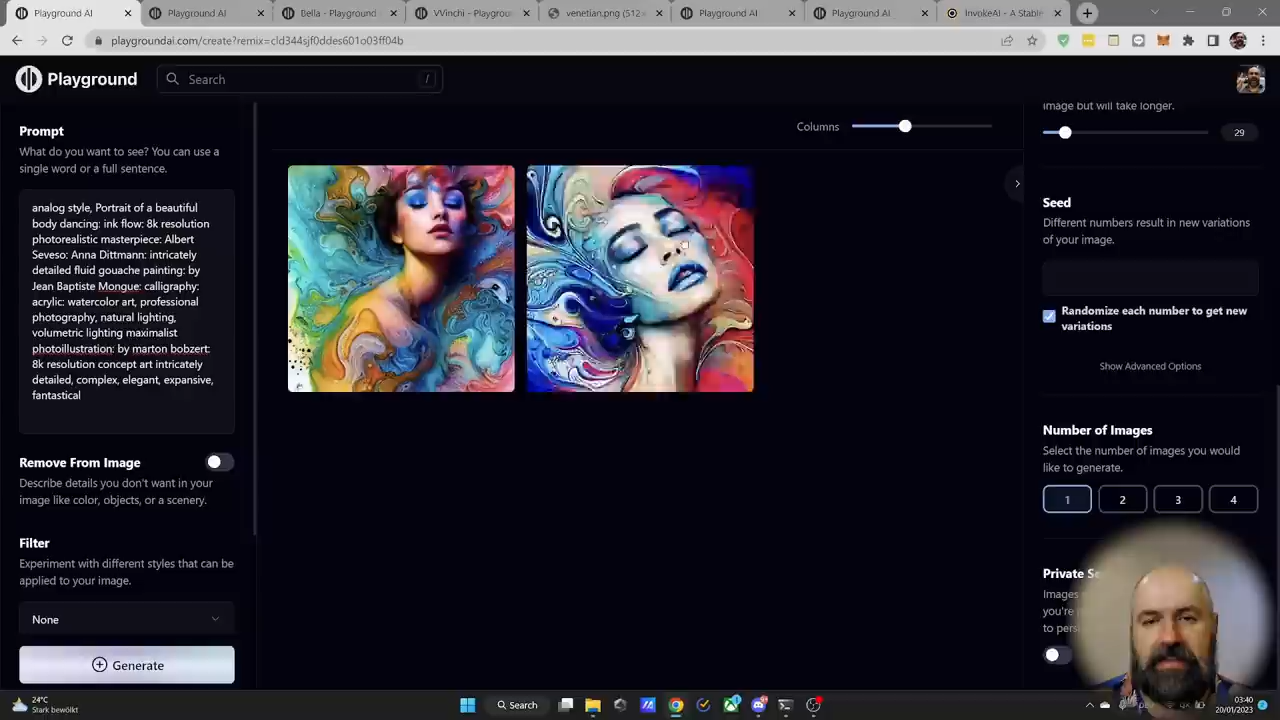 Playground AI
Playground AI
Bella - Playground
VVinchi - Playground
venetian.png (512
Playground AI
Playground AI
InvokeAI - A Stable
playgroundai.com/create?remix=cld344sjf0ddes601o03ff04b
Playground
Search
/
Prompt
What do you want to see? You can use a
single word or a full sentence.
analog style, Portrait of a beautiful
body dancing: ink flow: 8k resolution
photorealistic masterpiece: Albert
Seveso: Anna Dittmann: intricately
detailed fluid gouache painting: by
Jean Baptiste Mongue: calligraphy:
acrylic: watercolor art, professional
photography, natural lighting,
volumetric lighting maximalist
photoillustration: by marton bobzert:
8k resolution concept art intricately
detailed, complex, elegant, expansive,
fantastical
Remove From Image
Describe details you don't want in your
image like color, objects, or a scenery.
Filter
Experiment with different styles that can be
applied to your image.
None
Generate
Columns
image but will take longer.
29
Seed
Different numbers result in new variations
of your image.
Randomize each number to get new
variations
Show Advanced Options
Number of Images
Select the number of images you would
like to generate.
1
2
3
4
Private
Images
you're
to
24°C
Stark bewölkt
Search
03:40
20/01/2023